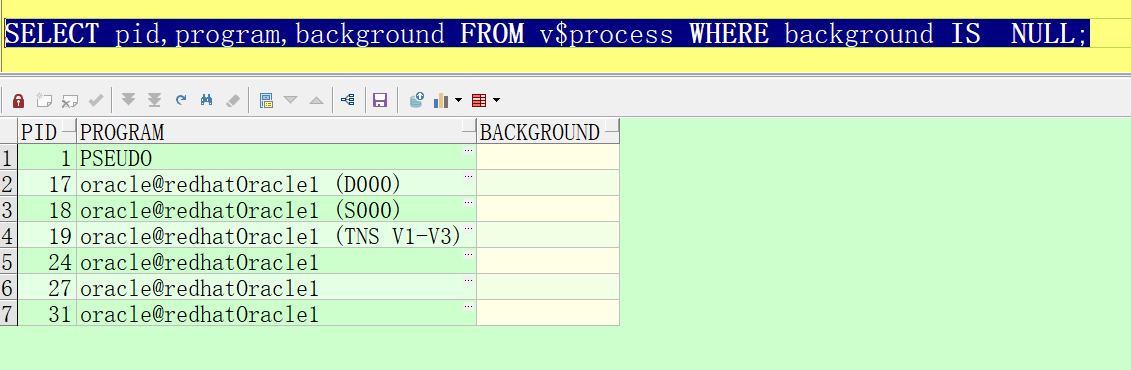 SELECT pid,program,background FROM v$process WHERE background IS  NULL;
PID PROGRAM BACKGROUND
1 1 PSEUDO
2 17 oracle@redhatOracle1 (D000)
3 18 oracle@redhatOracle1 (S000)
4 19 oracle@redhatOracle1 (TNS V1-V3)
5 24 oracle@redhatOracle1
6 27 oracle@redhatOracle1
7 31 oracle@redhatOracle1